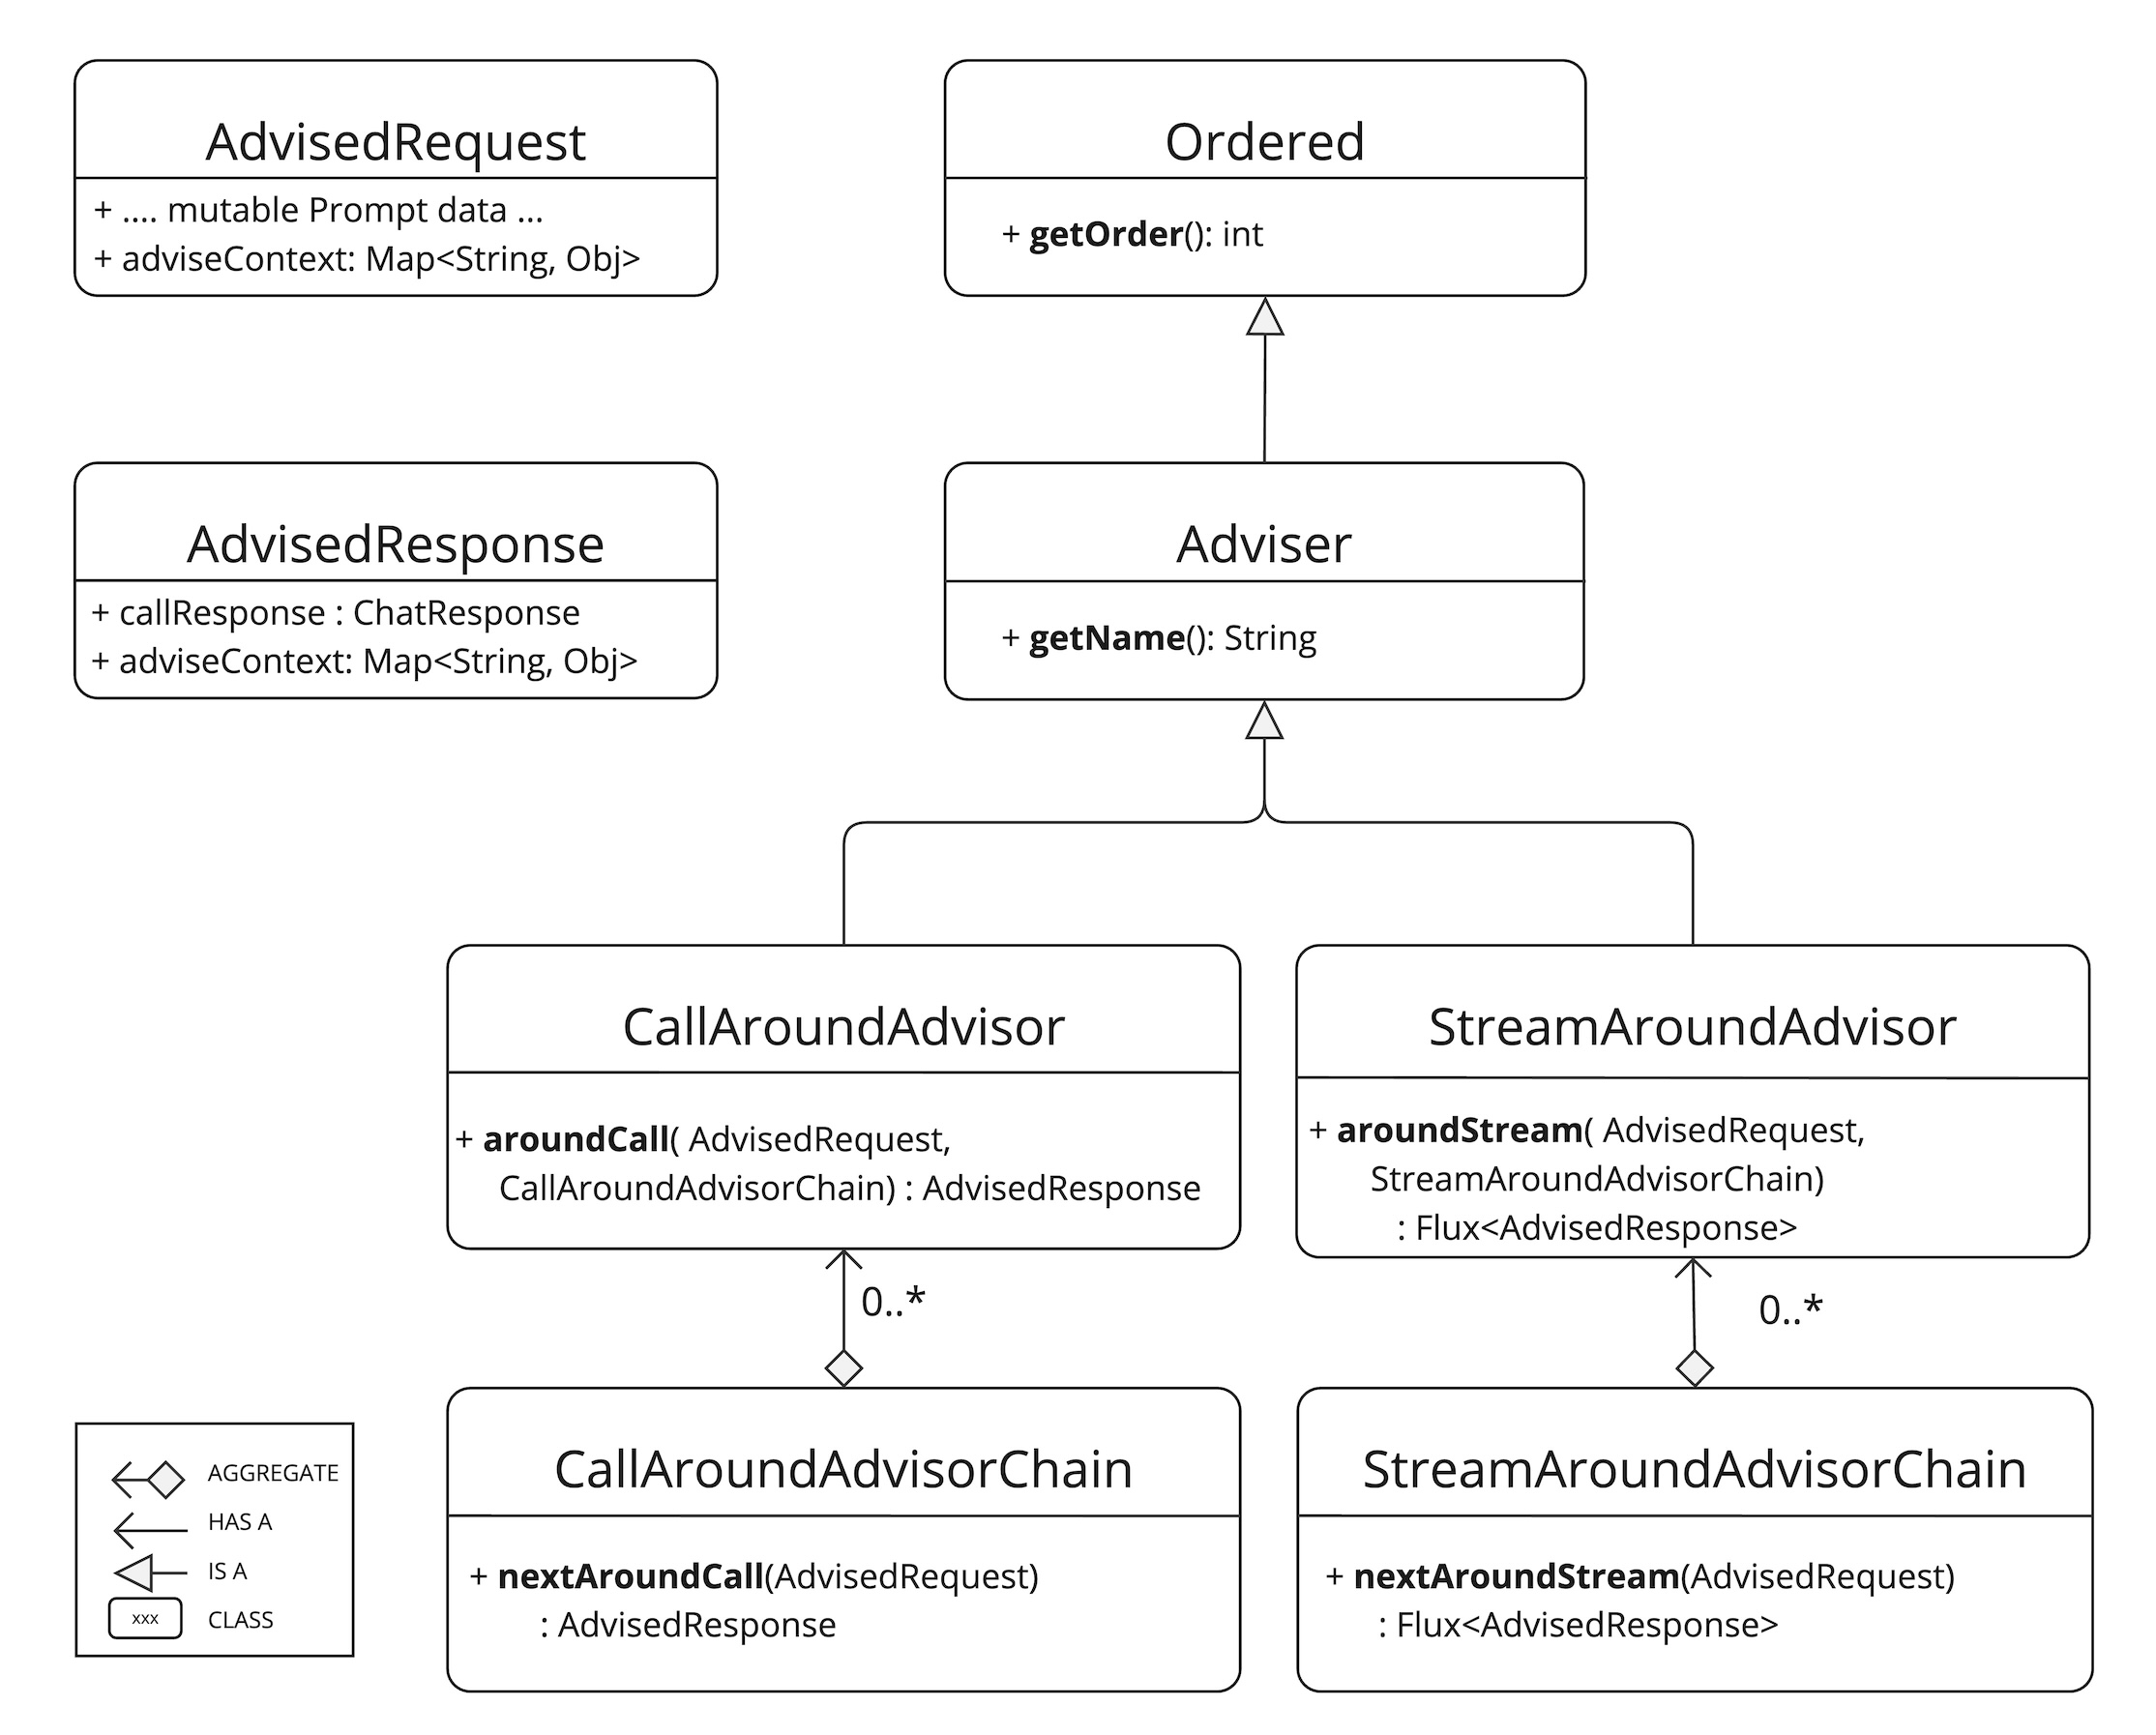 AdvisedRequest
+ .... mutable Prompt data ...
+ adviseContext: Map<String, Obj>
Ordered
+ getOrder(): int
AdvisedResponse
+ callResponse : ChatResponse
+ adviseContext: Map<String, Obj>
Adviser
+ getName(): String
CallAroundAdvisor
+ aroundCall( AdvisedRequest,
CallAroundAdvisorChain) : AdvisedResponse
StreamAroundAdvisor
+ aroundStream( AdvisedRequest,
StreamAroundAdvisorChain)
: Flux<AdvisedResponse>
0..*
0..*
CallAroundAdvisorChain
+ nextAroundCall(AdvisedRequest)
: AdvisedResponse
StreamAroundAdvisorChain
+ nextAroundStream(AdvisedRequest)
: Flux<AdvisedResponse>
AGGREGATE
HAS A
IS A
xxx CLASS